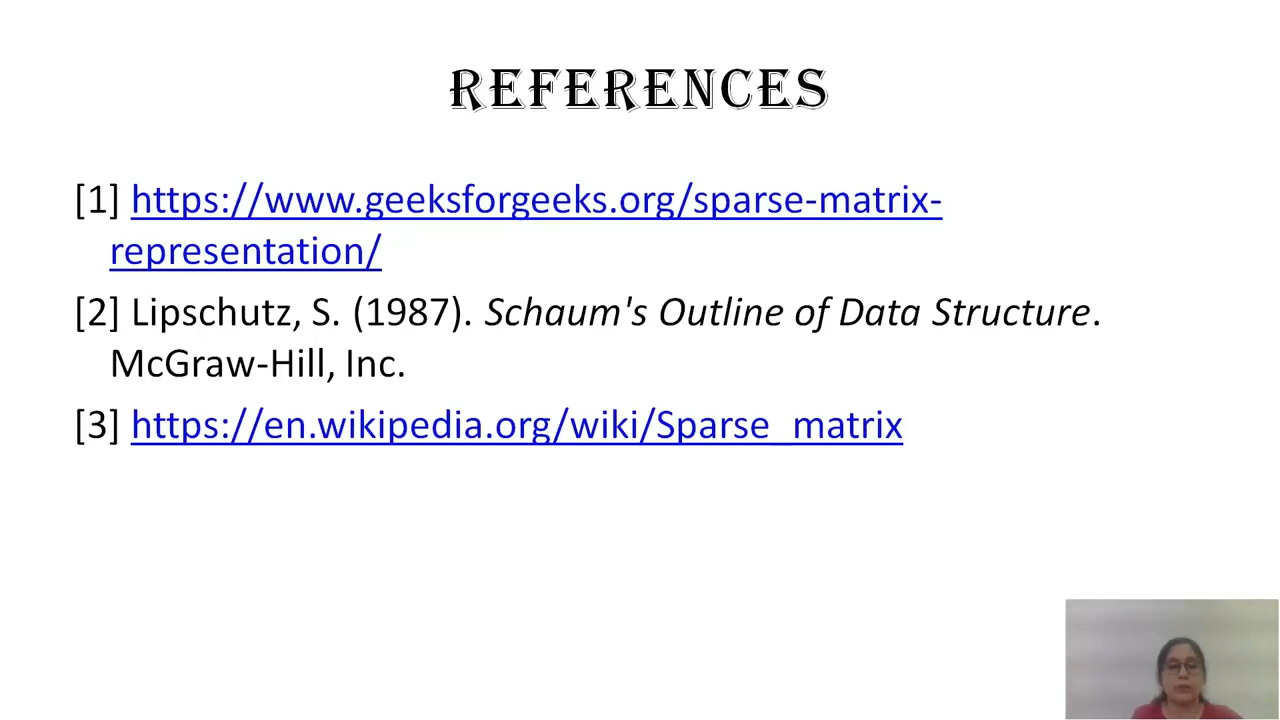 REFERENCES
[1] https://www.geeksforgeeks.org/sparse-matrix-
representation/
[2] Lipschutz, S. (1987). Schaum's Outline of Data Structure.
McGraw-Hill, Inc.
[3] https://en.wikipedia.org/wiki/Sparse_matrix